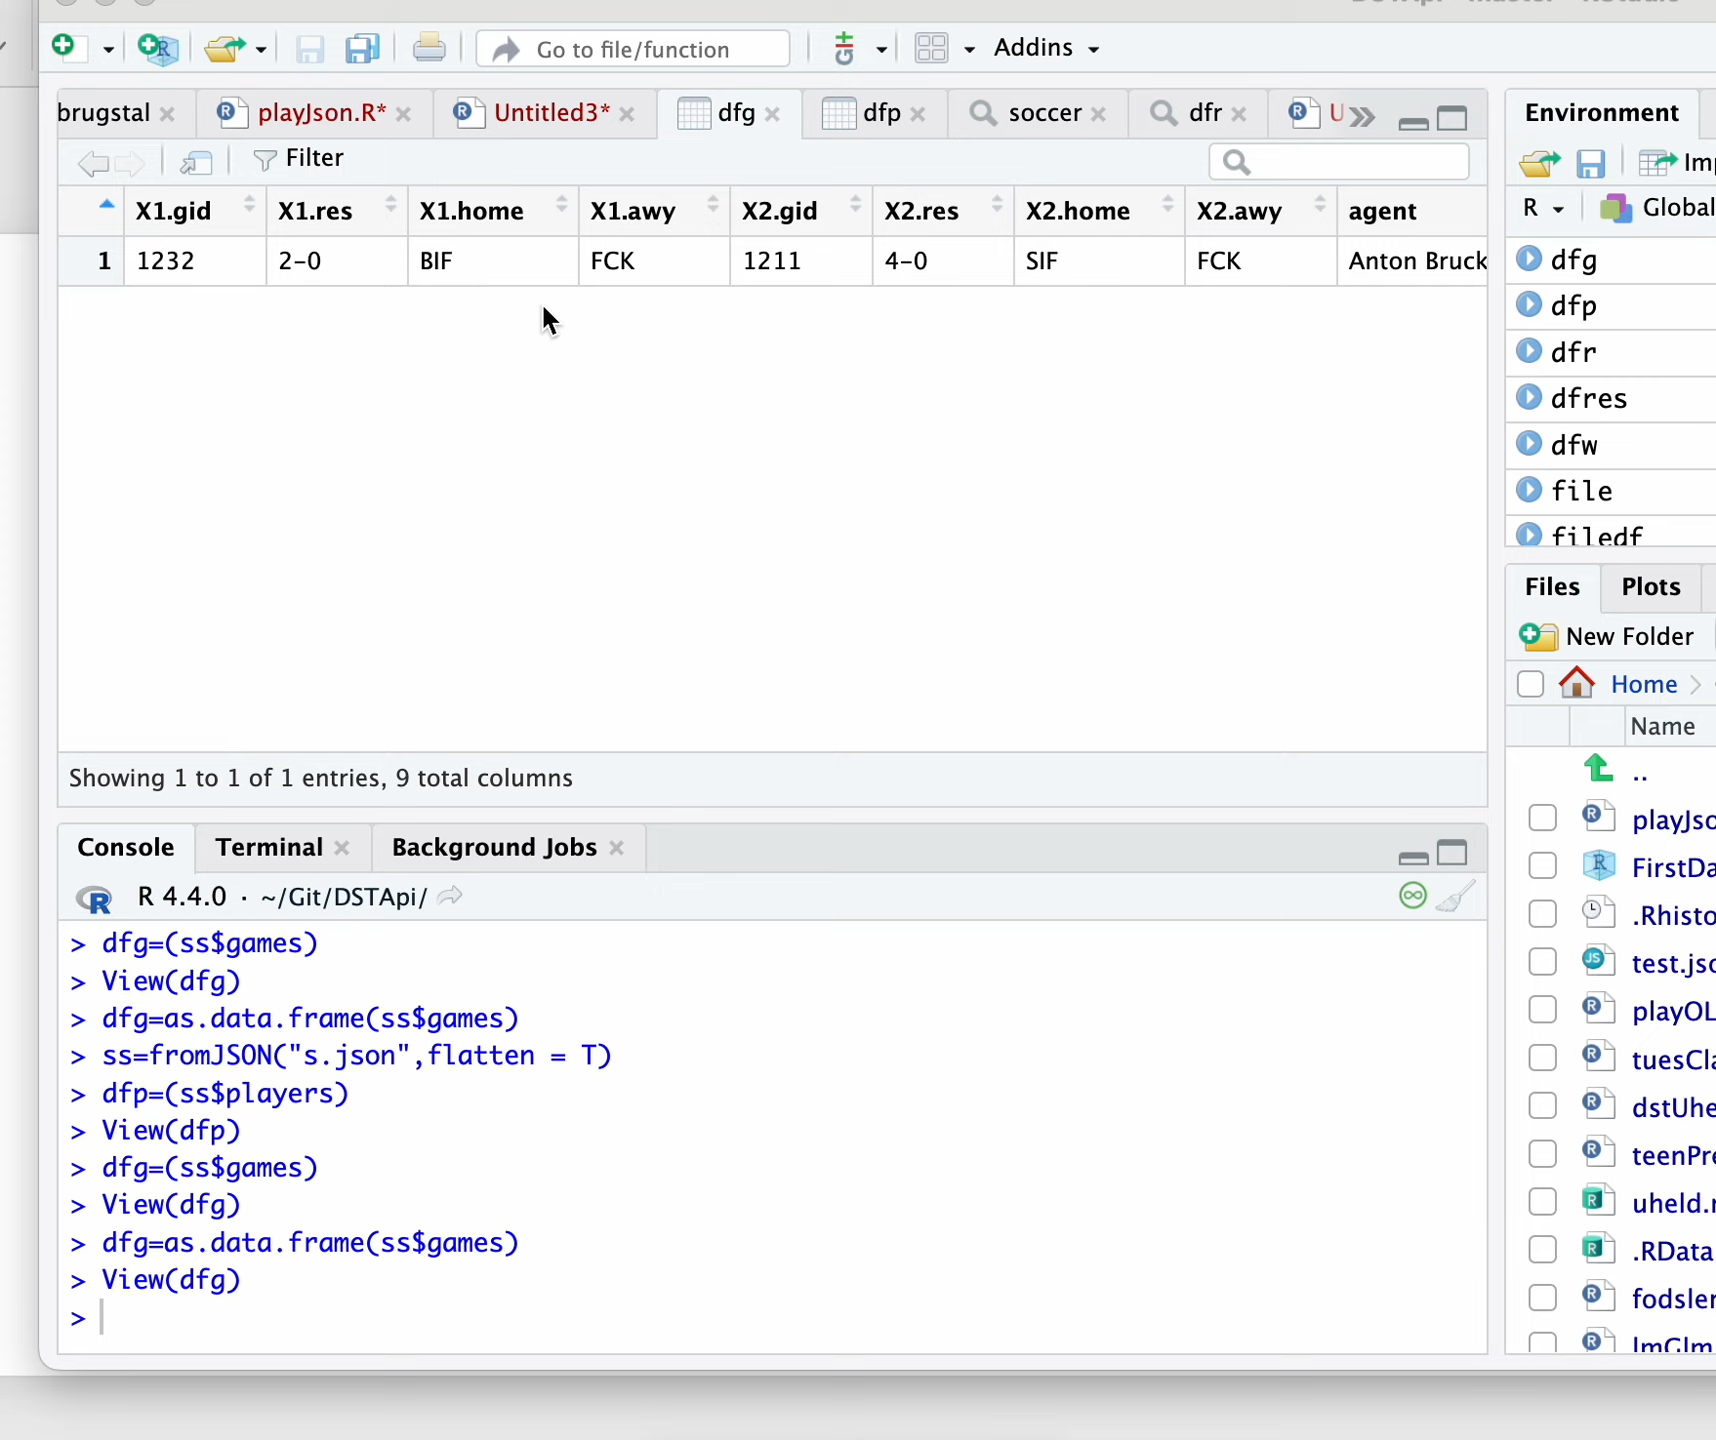 Go to file/function
Addins
brugstal
playJson.R*
Untitled3*
dfg
dfp
soccer
dfr
U
Filter
X1.gid X1.res X1.home X1.awy X2.gid X2.res X2.home X2.awy agent
1 1232 2-0 BIF FCK 1211 4-0 SIF FCK Anton Bruck
Showing 1 to 1 of 1 entries, 9 total columns
Console Terminal Background Jobs
R 4.4.0 · ~/Git/DSTApi/
> dfg=(ss$games)
> View(dfg)
> dfg=as.data.frame(ss$games)
> ss=fromJSON("s.json",flatten = T)
> dfp=(ss$players)
> View(dfp)
> dfg=(ss$games)
> View(dfg)
> dfg=as.data.frame(ss$games)
> View(dfg)
>
Environment
Imp
R Global
dfg
dfp
dfr
dfres
dfw
file
filedf
Files Plots
New Folder
Home
Name
..
playJso
FirstDa
.Rhisto
test.jso
playOL
tuesCla
dstUhe
teenPre
uheld.r
.RData
fodsler
lmGlm